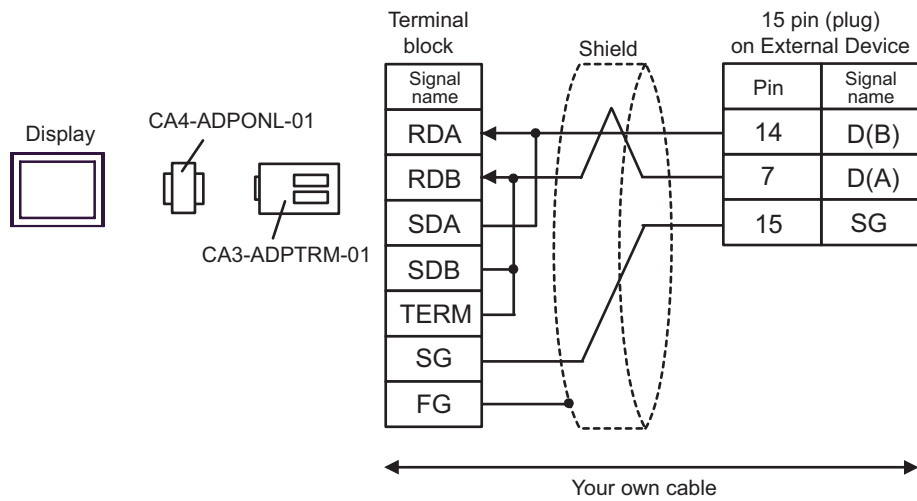 Terminal
block
Shield
15 pin (plug)
on External Device
Signal
name
Pin
Signal
name
Display
CA4-ADPONL-01
CA3-ADPTRM-01
RDA
14
D(B)
RDB
7
D(A)
SDA
15
SG
SDB
TERM
SG
FG
Your own cable